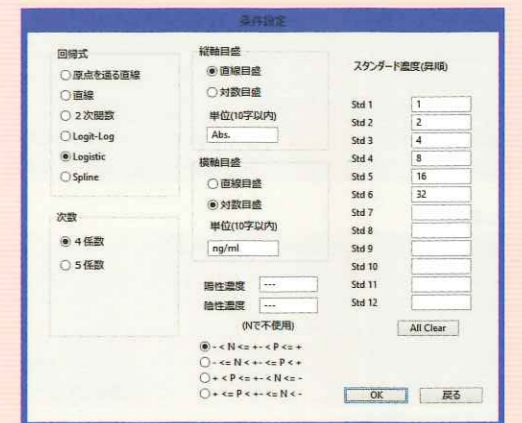 条件設定
回帰式
原点を通る直線
直線
2次関数
Logit-Log
Logistic
Spline
次数
4係数
5係数
縦軸目盛
直線目盛
対数目盛
単位(10字以内)
Abs.
横軸目盛
直線目盛
対数目盛
単位(10字以内)
ng/ml
陽性濃度 ---
陰性濃度 ---
(Nで不使用)
- < N <= +- < P <= +
- <= N < +- <= P < +
+ < P <= +- < N <= -
+ <= P < +- <= N < -
スタンダード濃度(昇順)
Std 1 1
Std 2 2
Std 3 4
Std 4 8
Std 5 16
Std 6 32
Std 7
Std 8
Std 9
Std 10
Std 11
Std 12
All Clear
OK 戻る